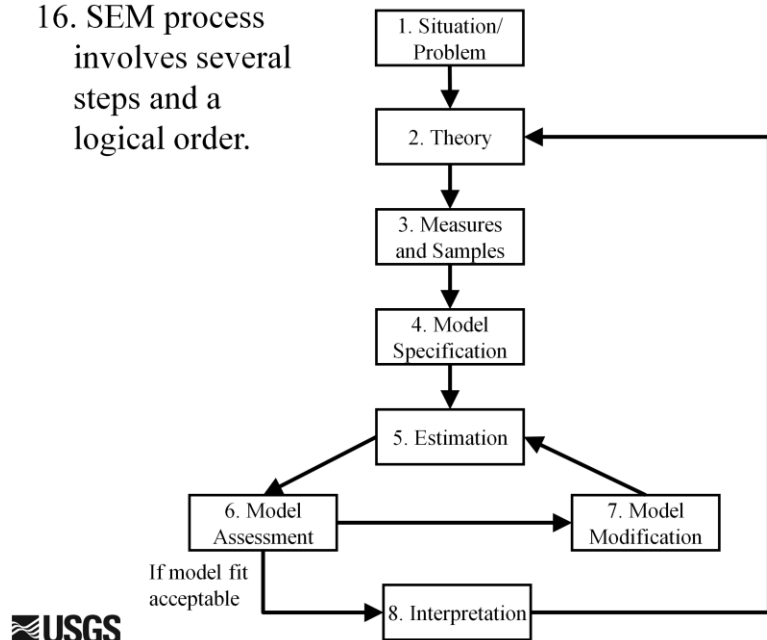 16. SEM process
involves several
steps and a
logical order.
1. Situation/
Problem
2. Theory
3. Measures
and Samples
4. Model
Specification
5. Estimation
6. Model
Assessment
7. Model
Modification
If model fit
acceptable
8. Interpretation
USGS